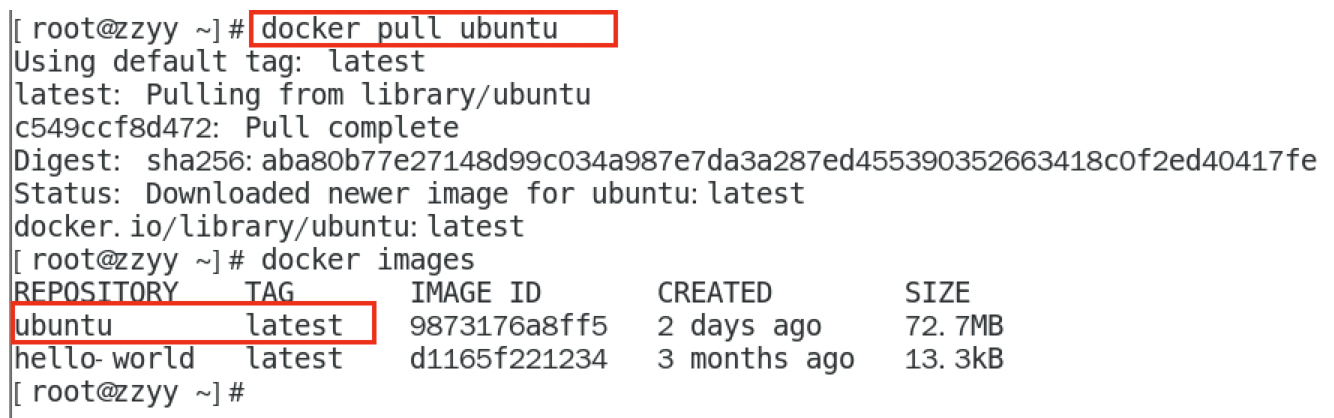 [root@zzyy ~]# docker pull ubuntu
Using default tag: latest
latest: Pulling from library/ubuntu
c549ccf8d472: Pull complete
Digest: sha256:aba80b77e27148d99c034a987e7da3a287ed455390352663418c0f2ed40417fe
Status: Downloaded newer image for ubuntu:latest
docker.io/library/ubuntu:latest
[root@zzyy ~]# docker images
REPOSITORY    TAG       IMAGE ID       CREATED        SIZE
ubuntu        latest    9873176a8ff5   2 days ago     72.7MB
hello-world   latest    d1165f221234   3 months ago   13.3kB
[root@zzyy ~]#